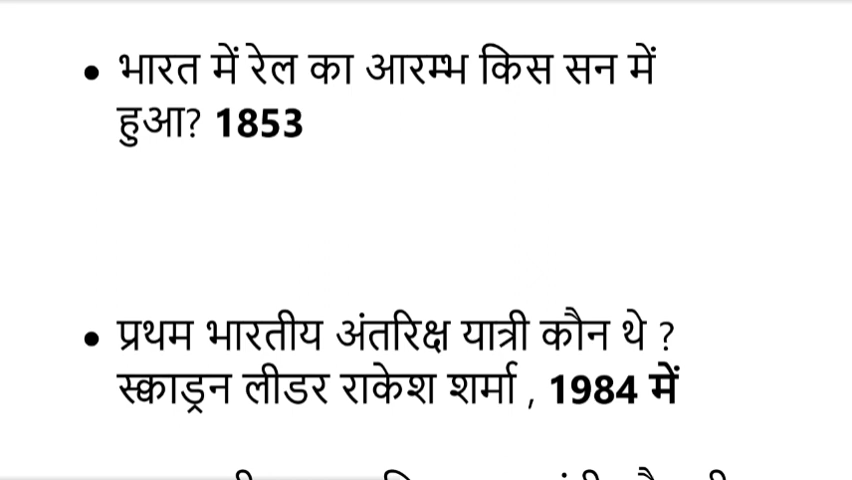 • भारत में रेल का आरम्भ किस सन में
हुआ? 1853
• प्रथम भारतीय अंतरिक्ष यात्री कौन थे ?
स्क्वाड्रन लीडर राकेश शर्मा , 1984 में